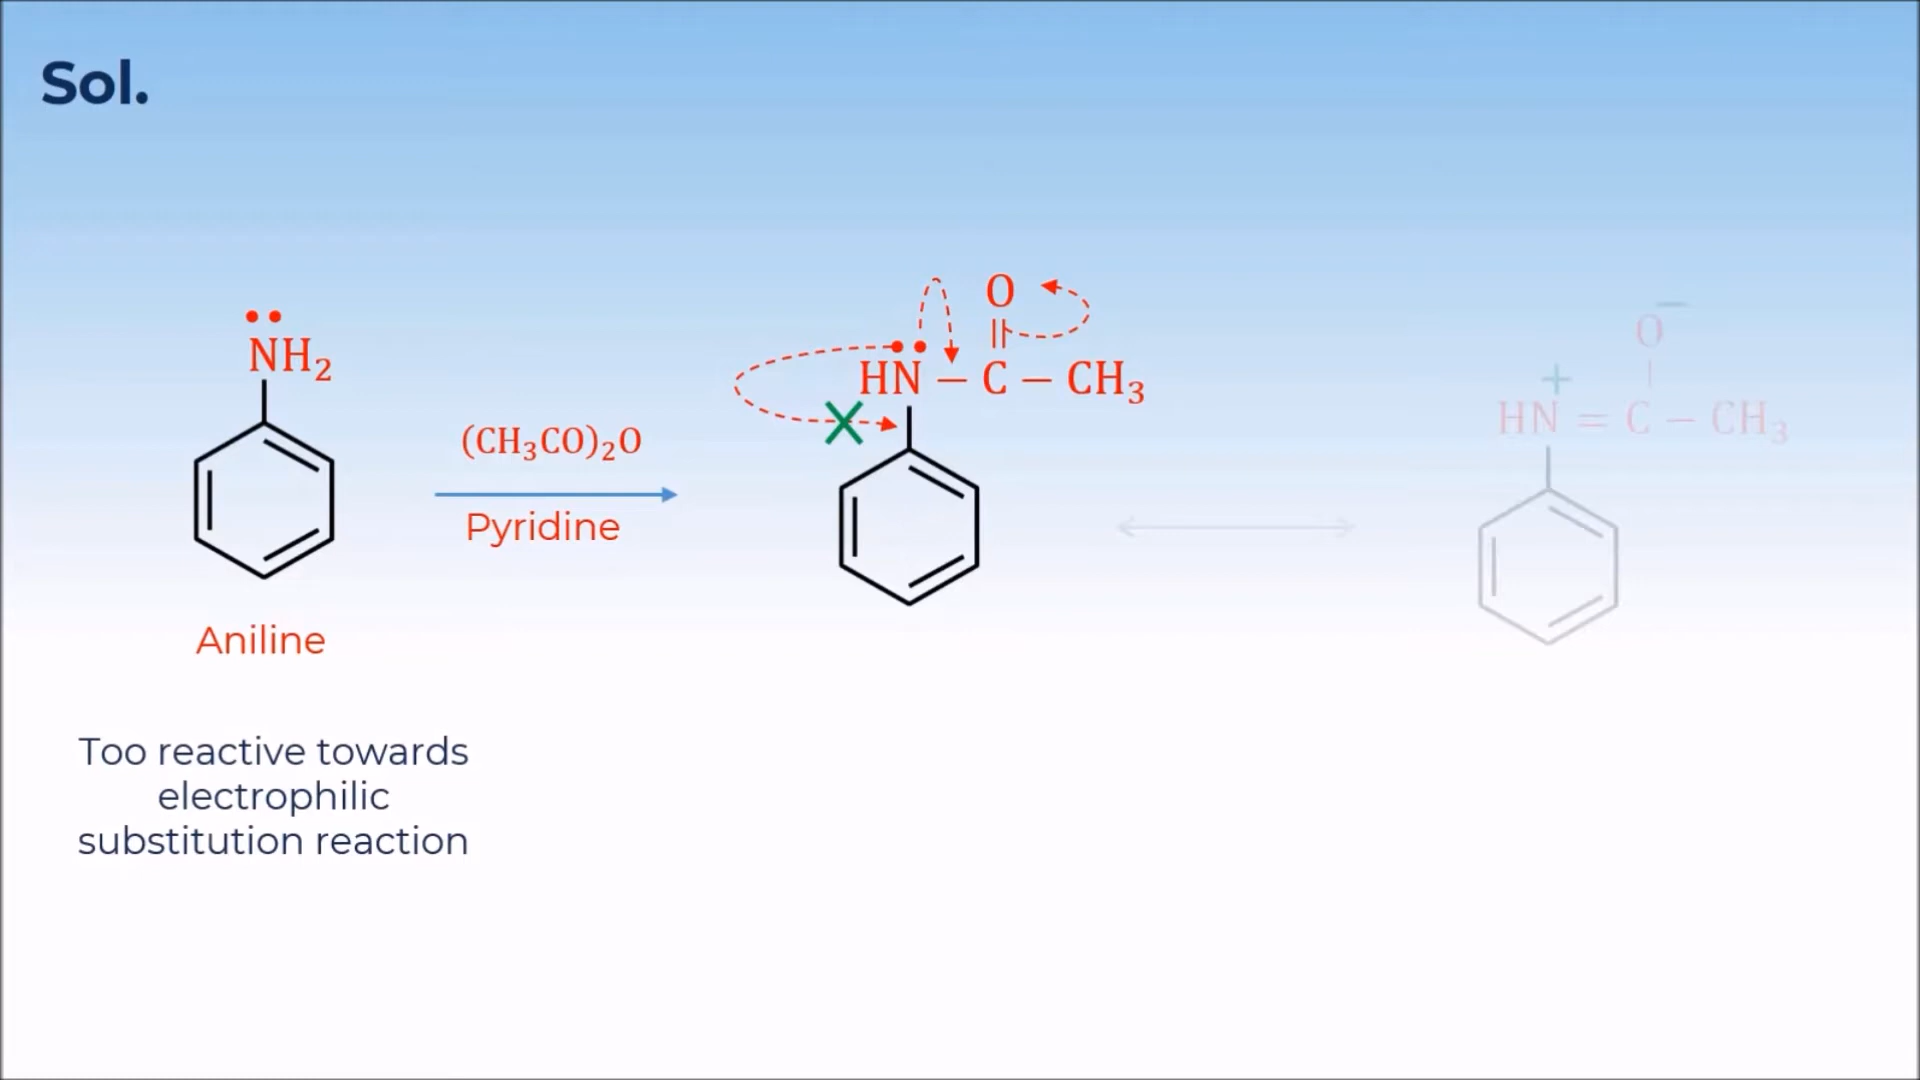 Sol.
NH₂
(CH₃CO)₂O
Pyridine
Aniline
O
HN – C – CH₃
O
HN = C – CH₃
+
–
Too reactive towards
electrophilic
substitution reaction